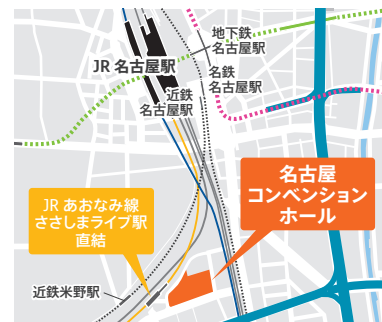 地下鉄
名古屋駅
JR 名古屋駅
名鉄
名古屋駅
近鉄
名古屋駅
名古屋
コンベンション
ホール
JR あおなみ線
ささしまライブ駅
直結
近鉄米野駅